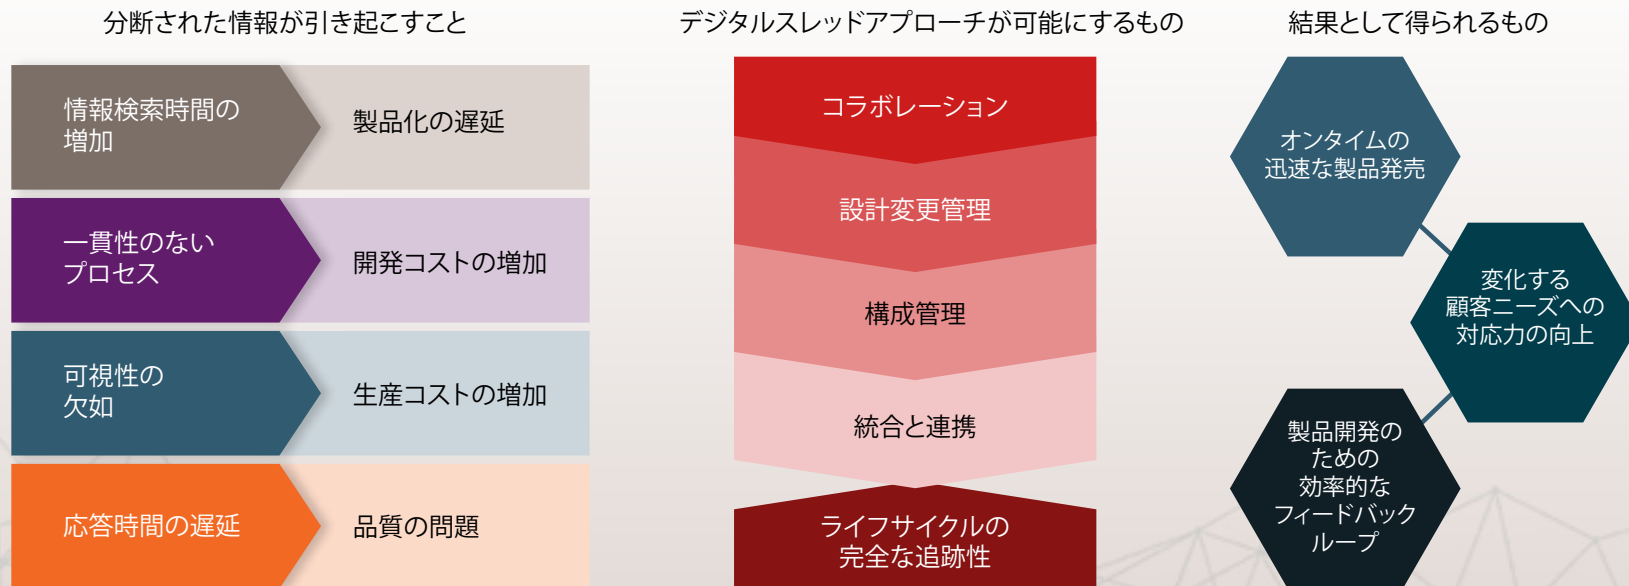 分断された情報が引き起こすこと
情報検索時間の
増加
製品化の遅延
一貫性のない
プロセス
開発コストの増加
可視性の
欠如
生産コストの増加
応答時間の遅延
品質の問題
デジタルスレッドアプローチが可能にするもの
コラボレーション
設計変更管理
構成管理
統合と連携
ライフサイクルの
完全な追跡性
結果として得られるもの
オンタイムの
迅速な製品発売
変化する
顧客ニーズへの
対応力の向上
製品開発の
ための
効率的な
フィードバック
ループ